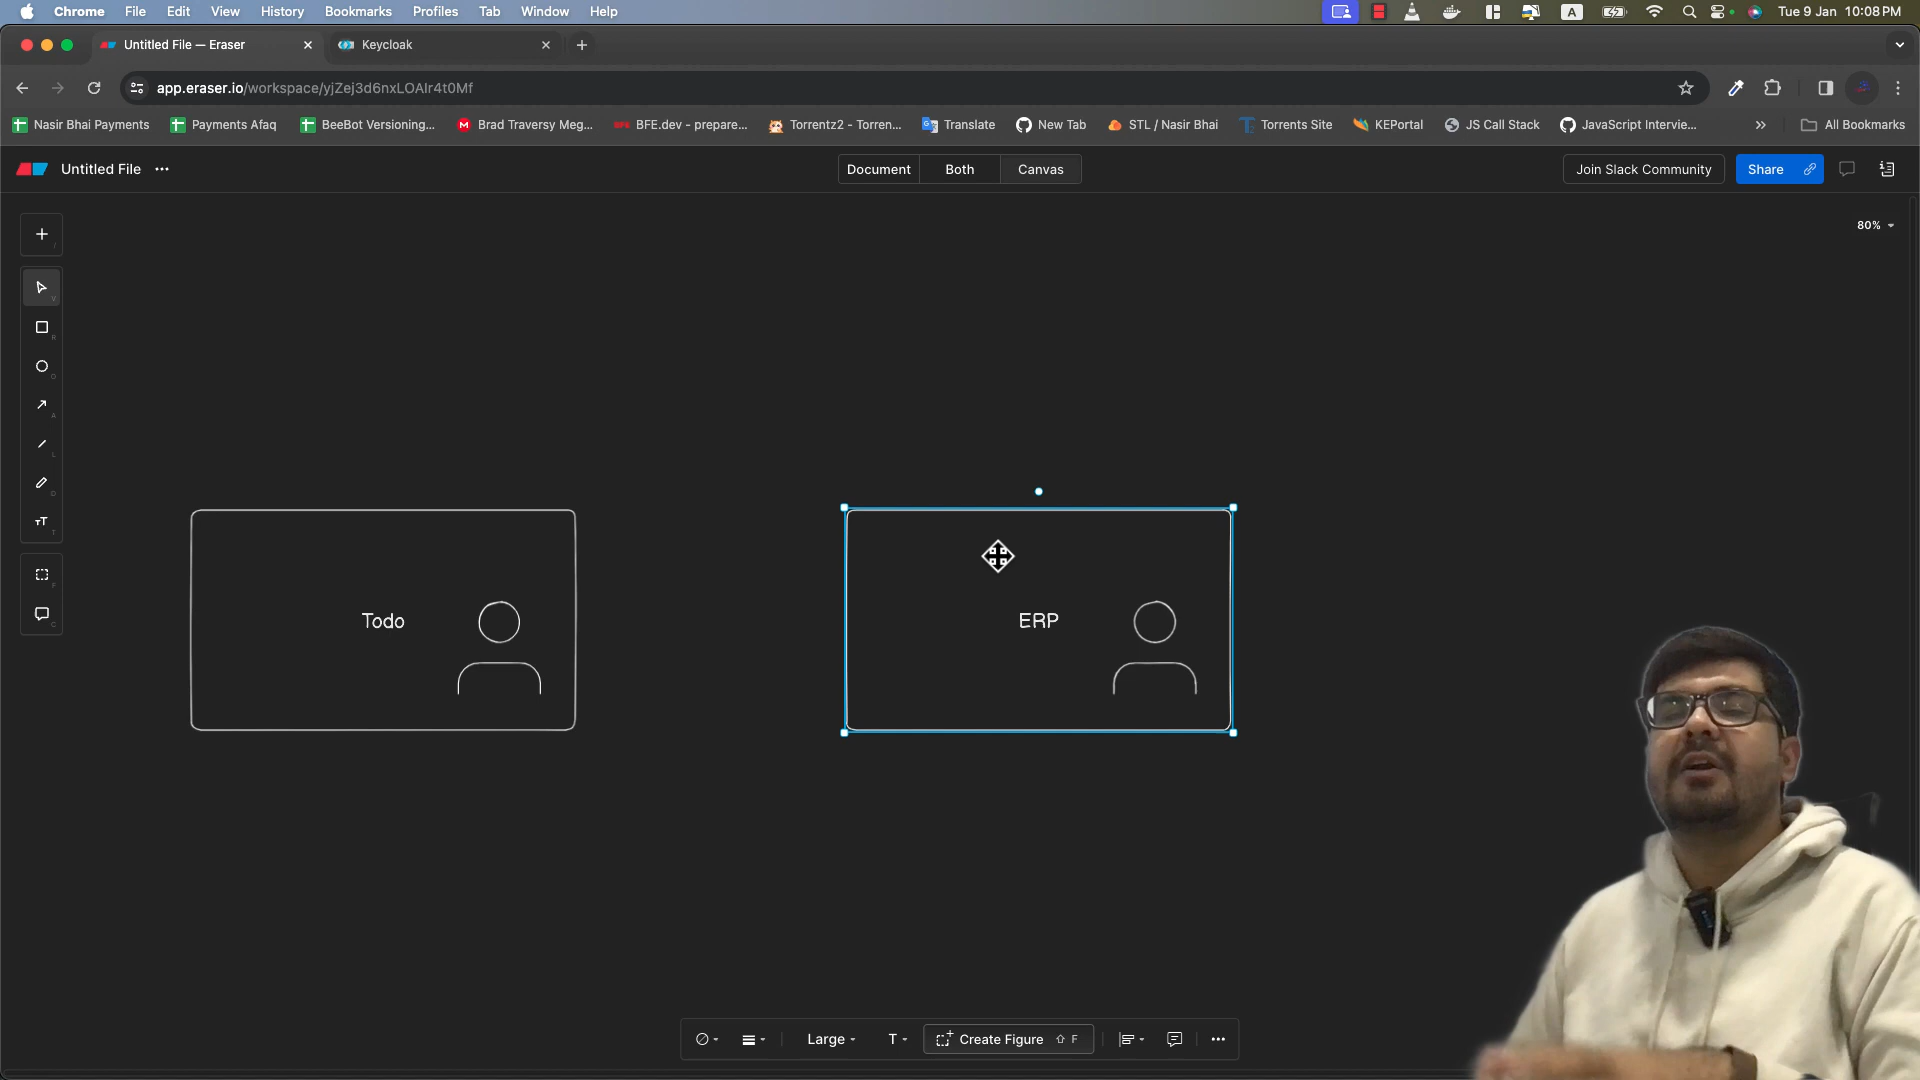 Chrome File Edit View History Bookmarks Profiles Tab Window Help A Tue 9 Jan 10:08 PM
Untitled File — Eraser Keycloak
app.eraser.io/workspace/yjZej3d6nxLOAIr4t0Mf
Nasir Bhai Payments Payments Afaq BeeBot Versioning... Brad Traversy Meg... BFE.dev - prepare... Torrentz2 - Torren... Translate New Tab STL / Nasir Bhai Torrents Site KEPortal JS Call Stack JavaScript Intervie... All Bookmarks
Untitled File Document Both Canvas Join Slack Community Share
80%
V
R
O
A
L
D
T
F
C
Todo ERP
Large T Create Figure ⇧ F